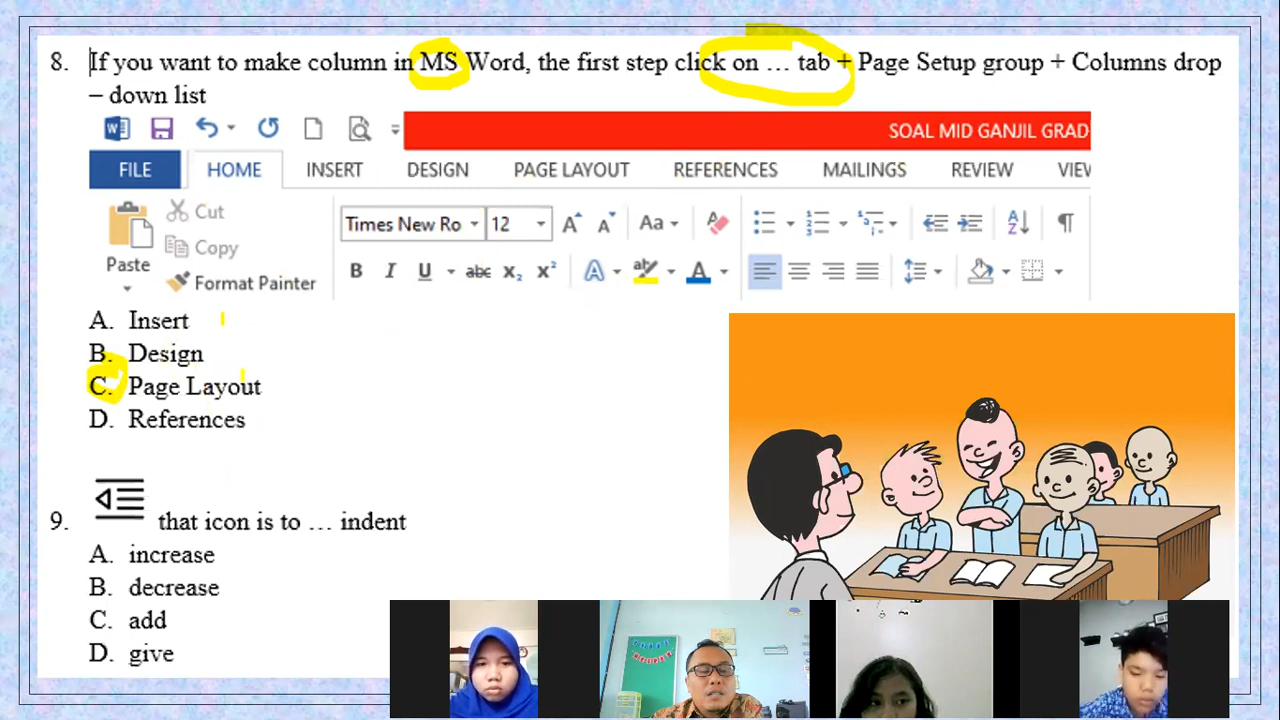 8. If you want to make column in MS Word, the first step click on … tab + Page Setup group + Columns drop
– down list
SOAL MID GANJIL GRAD
FILE HOME INSERT DESIGN PAGE LAYOUT REFERENCES MAILINGS REVIEW VIEW
Cut
Copy
Paste
Format Painter
Times New Ro 12
A. Insert
B. Design
C. Page Layout
D. References
9. that icon is to … indent
A. increase
B. decrease
C. add
D. give